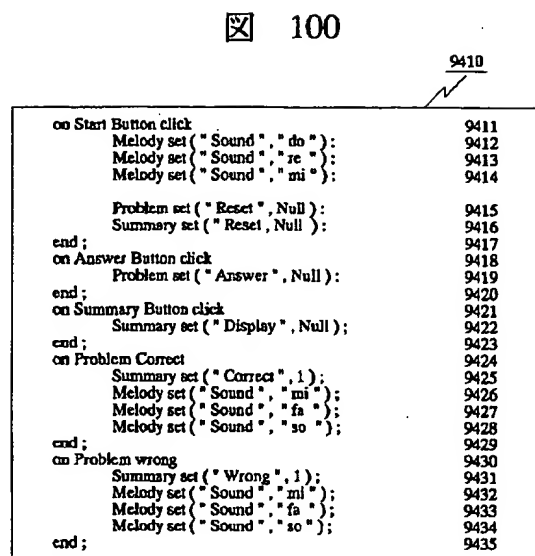 図 100
9410
on Start Button click 9411
Melody set ( " Sound " , " do " ) ; 9412
Melody set ( " Sound " , " re " ) ; 9413
Melody set ( " Sound " , " mi " ) ; 9414
Problem set ( " Reset " , Null ) : 9415
Summary set ( " Reset , Null ) : 9416
end ; 9417
on Answer Button click 9418
Problem set ( " Answer " , Null ) : 9419
end ; 9420
on Summary Button click 9421
Summary set ( " Display " , Null ) ; 9422
end ; 9423
on Problem Correct 9424
Summary set ( " Correct " , 1 ) ; 9425
Melody set ( " Sound " , " mi " ) ; 9426
Melody set ( " Sound " , " fa " ) ; 9427
Melody set ( " Sound " , " so " ) ; 9428
end ; 9429
on Problem wrong 9430
Summary set ( " Wrong " , 1 ) ; 9431
Melody set ( " Sound " , " mi " ) ; 9432
Melody set ( " Sound " , " fa " ) ; 9433
Melody set ( " Sound " , " so " ) ; 9434
end ; 9435